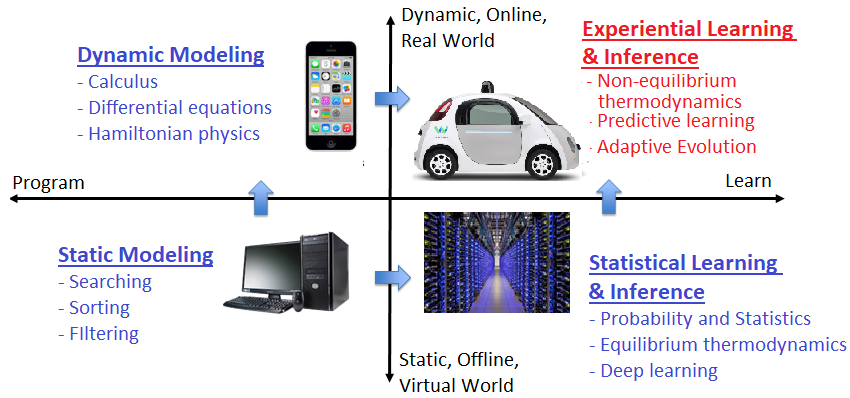 Dynamic, Online,
Real World
Dynamic Modeling
- Calculus
- Differential equations
- Hamiltonian physics
Experiential Learning
& Inference
- Non-equilibrium
thermodynamics
- Predictive learning
- Adaptive Evolution
Program
Learn
Static Modeling
- Searching
- Sorting
- FIltering
Statistical Learning
& Inference
- Probability and Statistics
- Equilibrium thermodynamics
- Deep learning
Static, Offline,
Virtual World